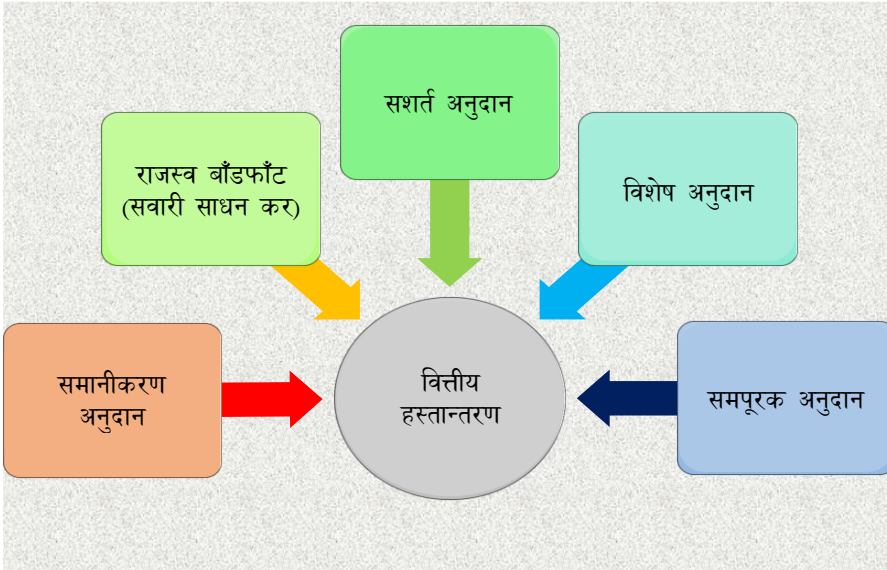 सशर्त अनुदान
राजस्व बाँडफाँट
(सवारी साधन कर)
विशेष अनुदान
समानीकरण
अनुदान
वित्तीय
हस्तान्तरण
समपूरक अनुदान